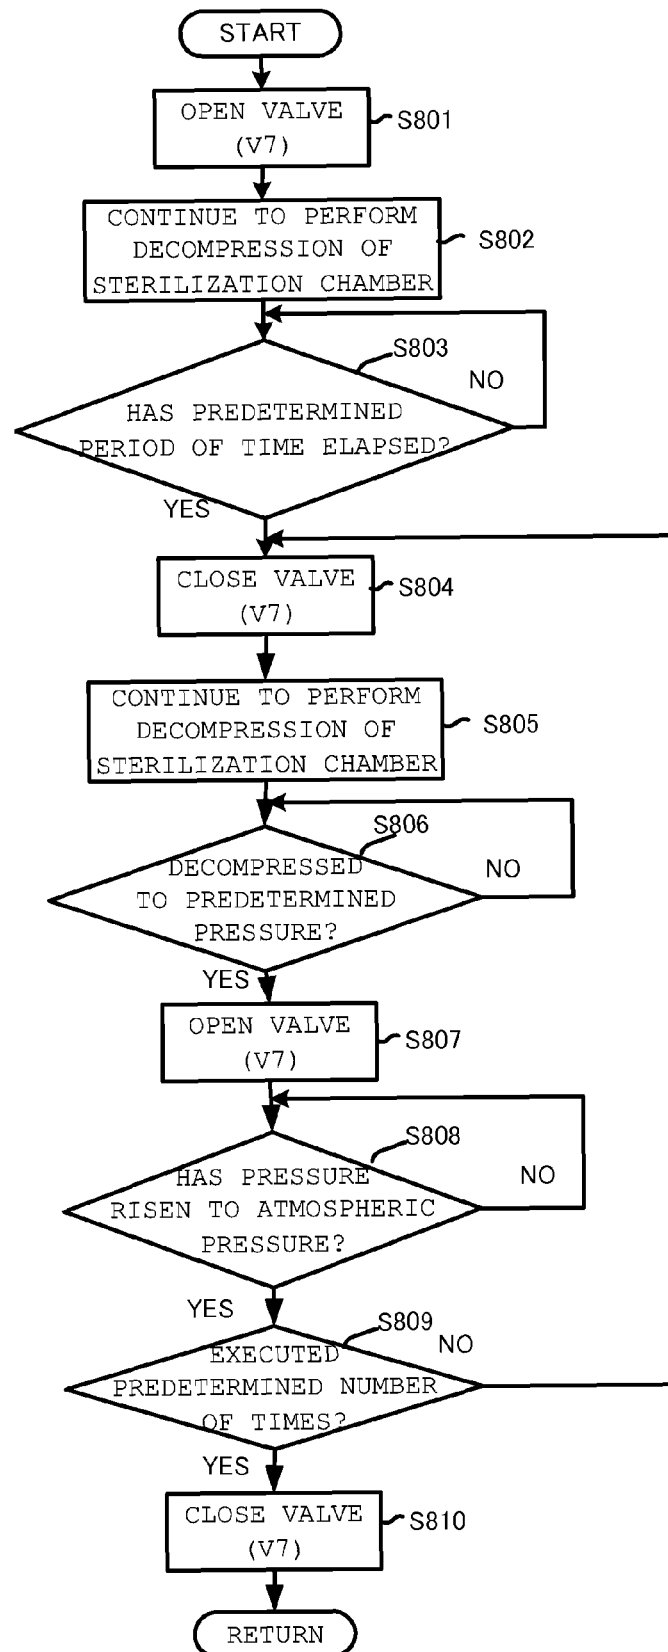 START
OPEN VALVE
(V7)
S801
CONTINUE TO PERFORM
DECOMPRESSION OF
STERILIZATION CHAMBER
S802
S803
NO
HAS PREDETERMINED
PERIOD OF TIME ELAPSED?
YES
CLOSE VALVE
(V7)
S804
CONTINUE TO PERFORM
DECOMPRESSION OF
STERILIZATION CHAMBER
S805
S806
NO
DECOMPRESSED
TO PREDETERMINED
PRESSURE?
YES
OPEN VALVE
(V7)
S807
S808
NO
HAS PRESSURE
RISEN TO ATMOSPHERIC
PRESSURE?
YES
S809
NO
EXECUTED
PREDETERMINED NUMBER
OF TIMES?
YES
CLOSE VALVE
(V7)
S810
RETURN